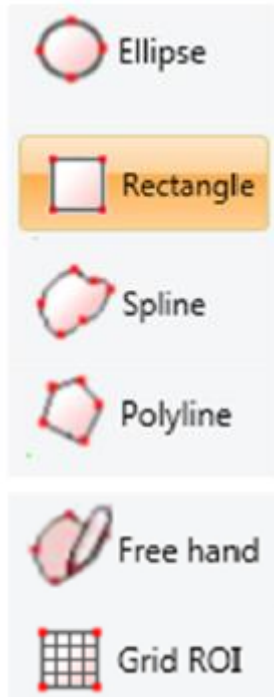 Ellipse
Rectangle
Spline
Polyline
Free hand
Grid ROI